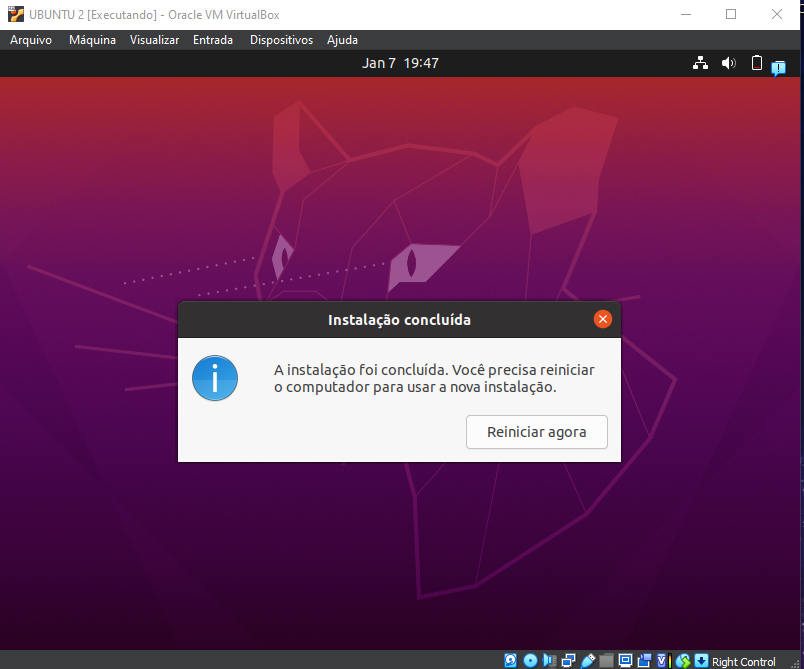 UBUNTU 2 [Executando] - Oracle VM VirtualBox
Arquivo Máquina Visualizar Entrada Dispositivos Ajuda
Jan 7 19:47
Instalação concluída
A instalação foi concluída. Você precisa reiniciar
o computador para usar a nova instalação.
Reiniciar agora
Right Control